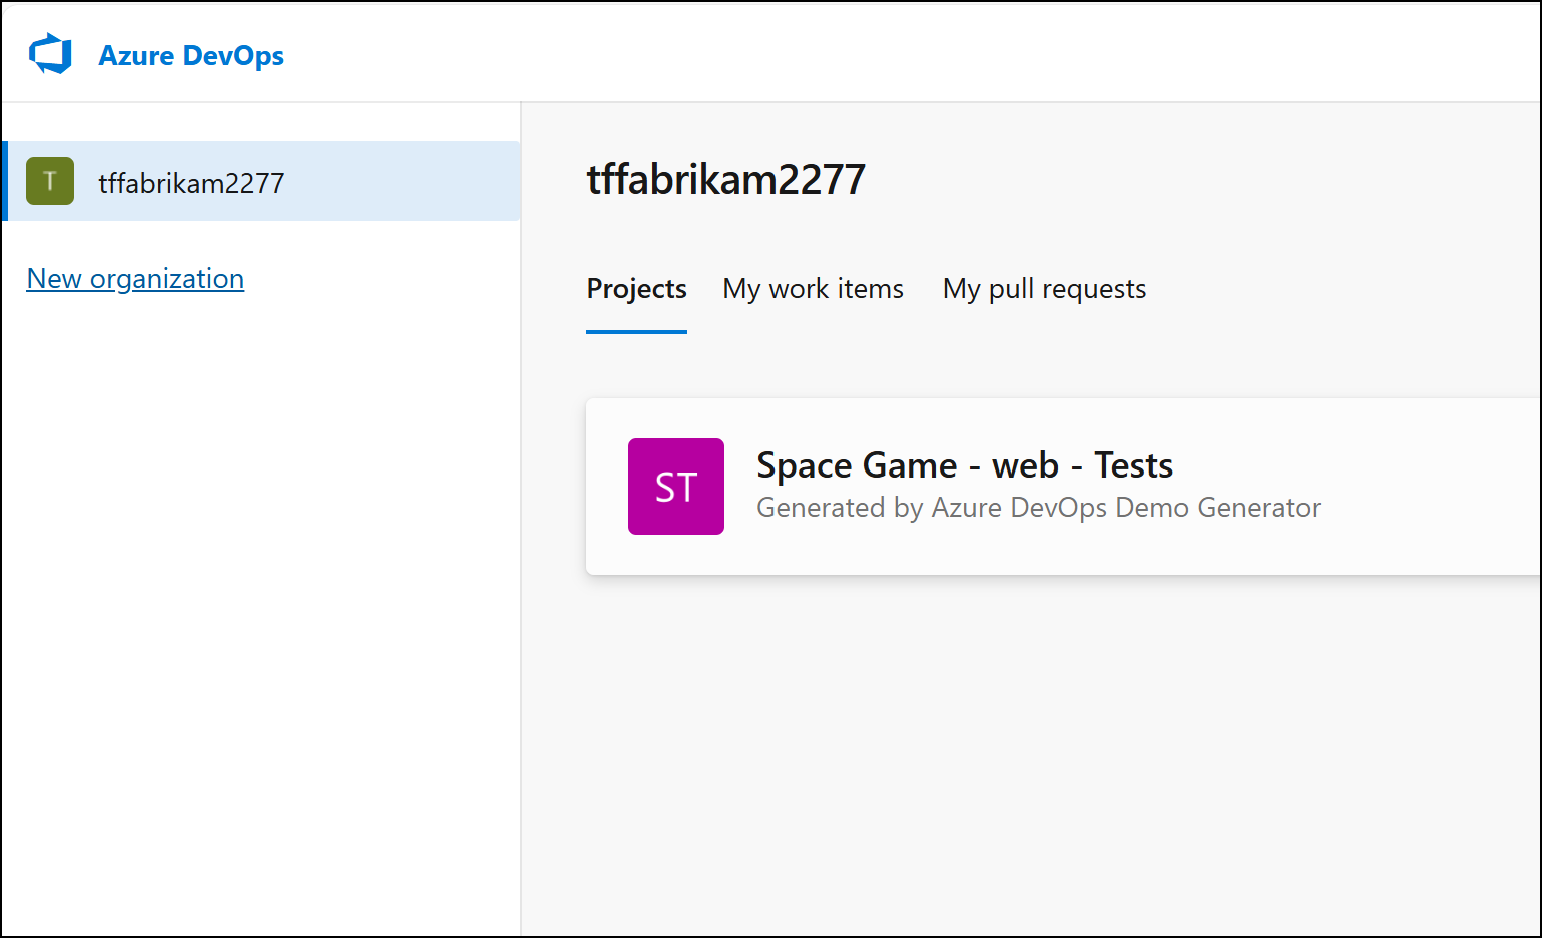 Azure DevOps
T
tffabrikam2277
New organization
tffabrikam2277
Projects My work items My pull requests
ST
Space Game - web - Tests
Generated by Azure DevOps Demo Generator